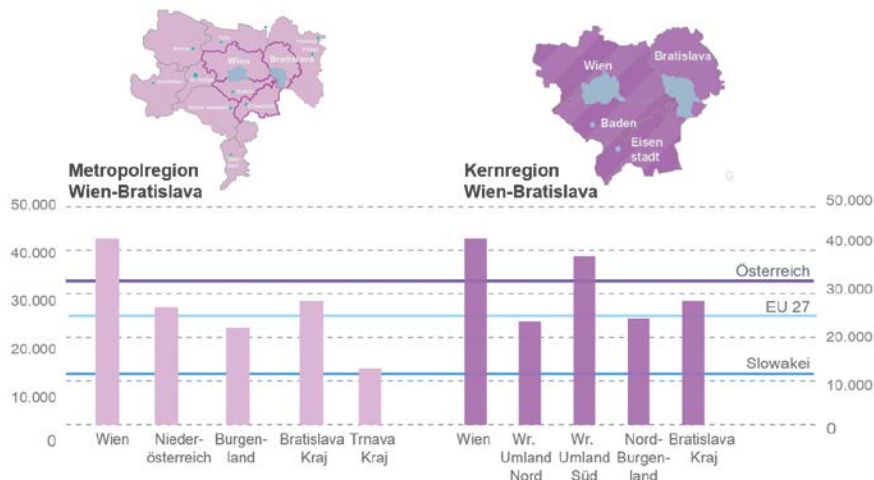 Wien
Bratislava
Wien
Bratislava
Baden
Eisen
stadt
Metropolregion
Wien-Bratislava
Kernregion
Wien-Bratislava
G
50.000
40.000
30.000
20.000
10.000
0
50.000
40.000
30.000
20.000
10.000
0
Österreich
EU 27
Slowakei
Wien
Nieder-
österreich
Burgen-
land
Bratislava
Kraj
Trnava
Kraj
Wien
Wr.
Umland
Nord
Wr.
Umland
Süd
Nord-
Burgen-
land
Bratislava
Kraj